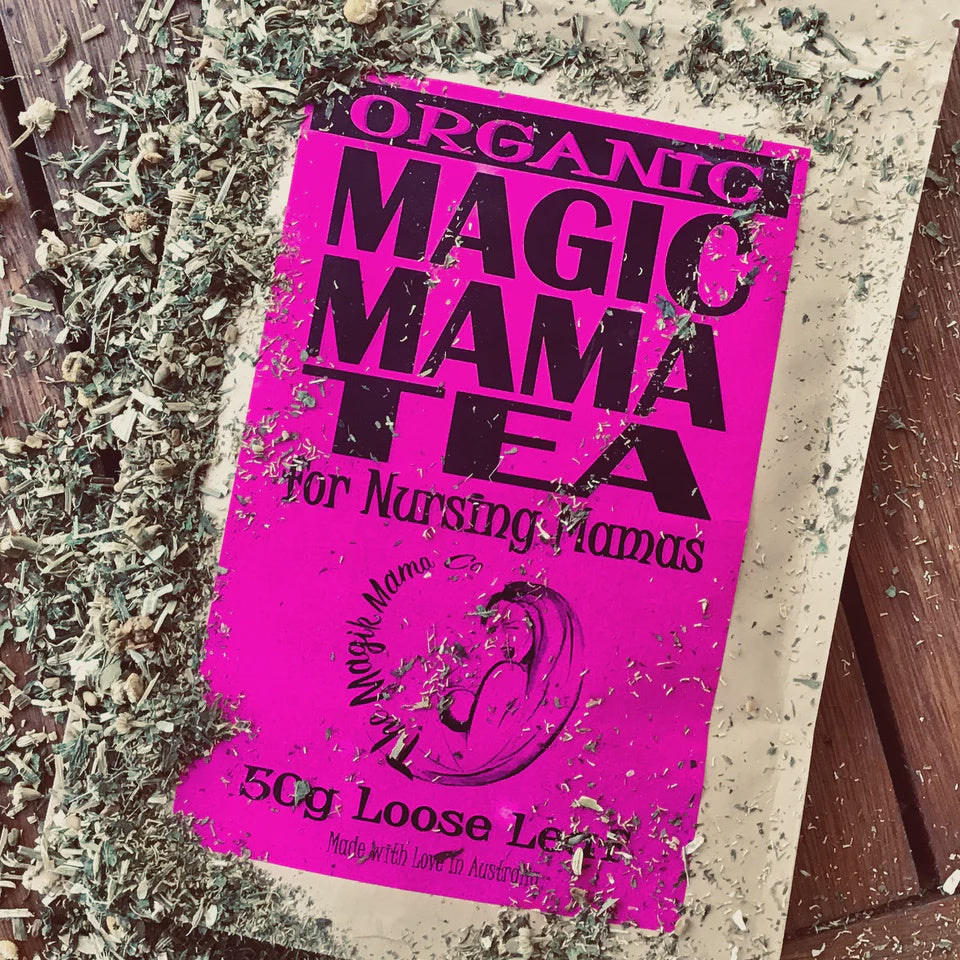 ORGANIC
MAGIC
MAMA
TEA
for Nursing Mamas
The Magik Mama Co
50g Loose Leaf
Made with Love in Australia